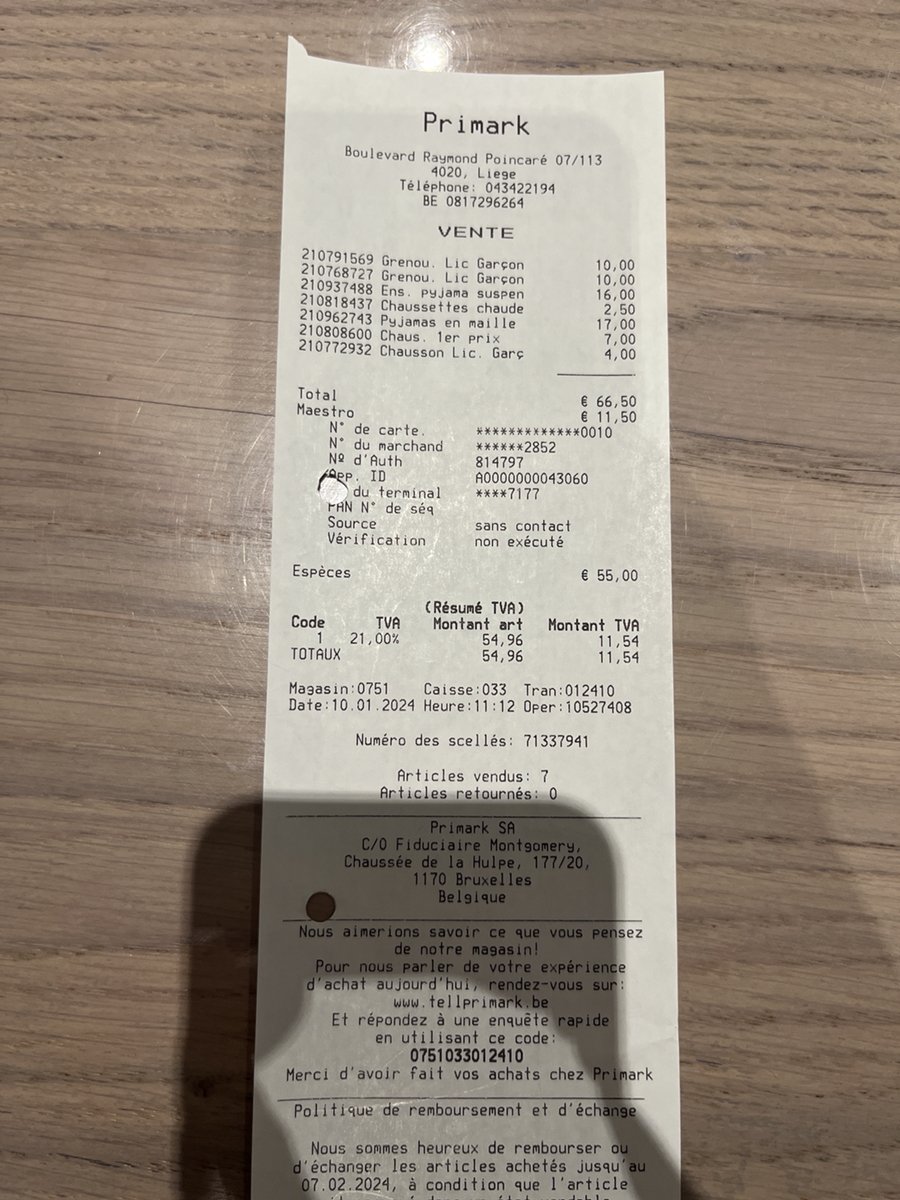 Primark
Boulevard Raymond Poincaré 07/113
4020, Liege
Téléphone: 043422194
BE 0817296264
VENTE
210791569 Grenou. Lic Garçon 10,00
210768727 Grenou. Lic Garçon 10,00
210937488 Ens. pyjama suspen 16,00
210818437 Chaussettes chaude 2,50
210962743 Pyjamas en maille 17,00
210808600 Chaus. 1er prix 7,00
210772932 Chausson Lic. Garç 4,00
Total € 66,50
Maestro € 11,50
N° de carte. *************0010
N° du marchand ******2852
Nº d'Auth 814797
App. ID A0000000043060
du terminal ****7177
PAN N° de séq
Source sans contact
Vérification non exécuté
Espèces € 55,00
(Résumé TVA)
Code TVA Montant art Montant TVA
1 21,00% 54,96 11,54
TOTAUX 54,96 11,54
Magasin:0751 Caisse:033 Tran:012410
Date:10.01.2024 Heure:11:12 Oper:10527408
Numéro des scellés: 71337941
Articles vendus: 7
Articles retournés: 0
Primark SA
C/O Fiduciaire Montgomery,
Chaussée de la Hulpe, 177/20,
1170 Bruxelles
Belgique
Nous aimerions savoir ce que vous pensez
de notre magasin!
Pour nous parler de votre expérience
d'achat aujourd'hui, rendez-vous sur:
www.tellprimark.be
Et répondez à une enquête rapide
en utilisant ce code:
0751033012410
Merci d'avoir fait vos achats chez Primark
Politique de remboursement et d'échange
Nous sommes heureux de rembourser ou
d'échanger les articles achetés jusqu'au
07.02.2024, à condition que l'article